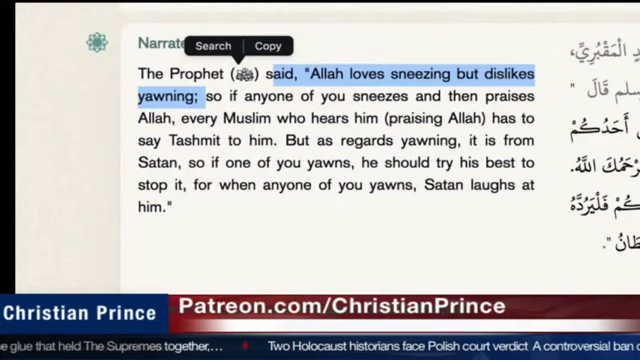 Search Copy
Narrate
The Prophet (ﷺ) said, "Allah loves sneezing but dislikes
yawning; so if anyone of you sneezes and then praises
Allah, every Muslim who hears him (praising Allah) has to
say Tashmit to him. But as regards yawning, it is from
Satan, so if one of you yawns, he should try his best to
stop it, for when anyone of you yawns, Satan laughs at
him."
دٍ الْمَقْبُرِيِّ،
سلم قَالَ "
أَحَدُكُمْ
رْحَمُكَ اللَّهُ.
كُمْ فَلْيَرُدَّهُ
طَانُ ".
Christian Prince
Patreon.com/ChristianPrince
e glue that held The Supremes together,... Two Holocaust historians face Polish court verdict A controversial ban o